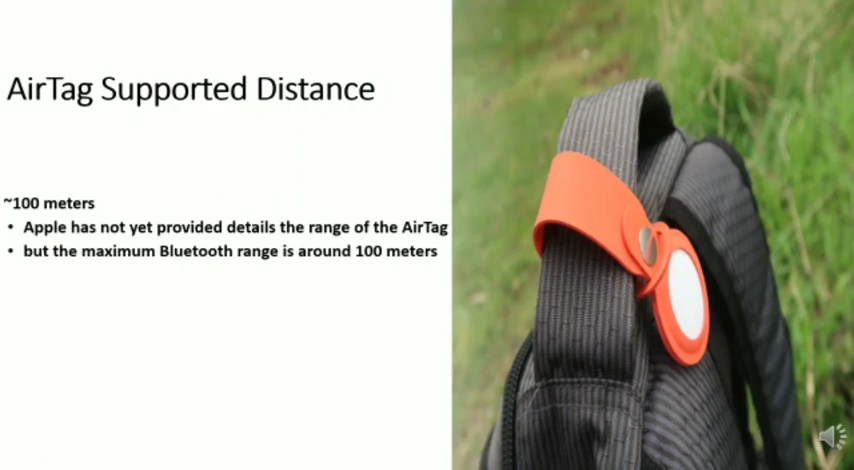 AirTag Supported Distance
~100 meters
• Apple has not yet provided details the range of the AirTag
• but the maximum Bluetooth range is around 100 meters